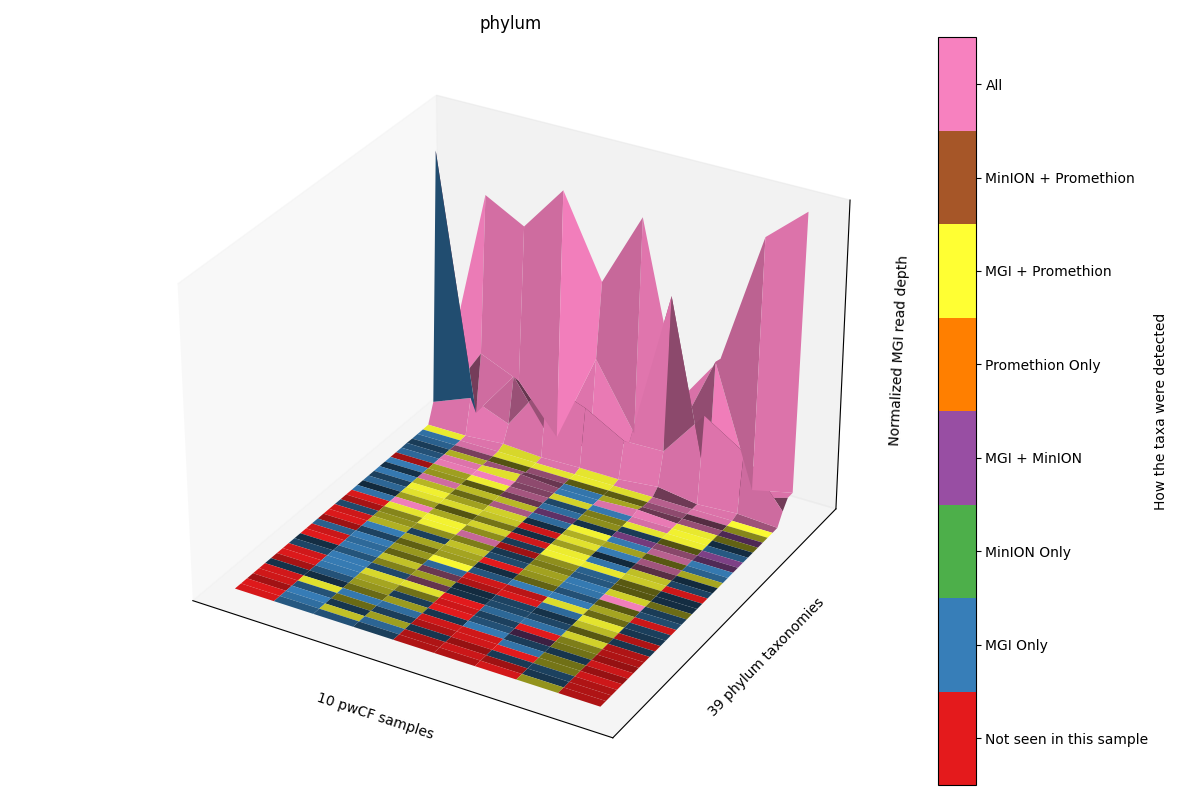 phylum
All
MinION + Promethion
MGI + Promethion
Promethion Only
MGI + MinION
MinION Only
MGI Only
Not seen in this sample
How the taxa were detected
Normalized MGI read depth
39 phylum taxonomies
10 pwCF samples